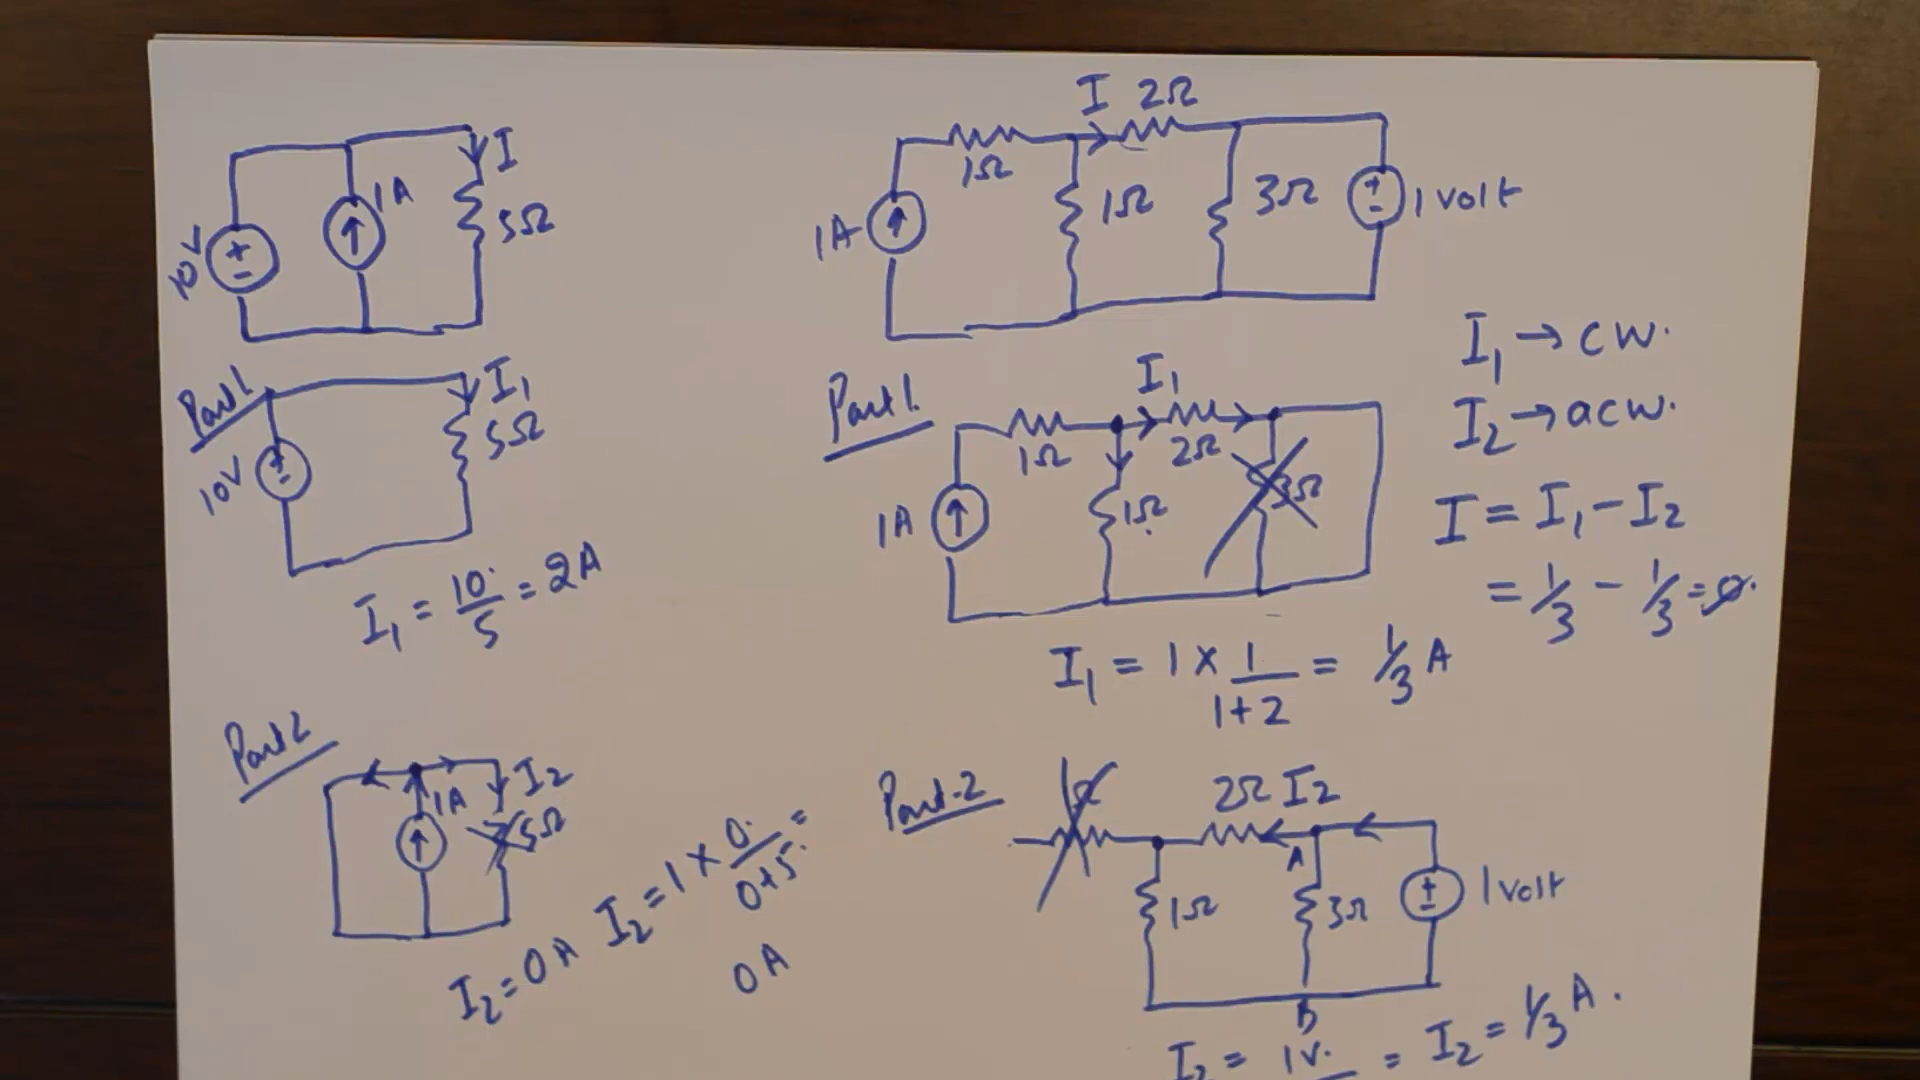 I
10V
1A
5Ω
Part 1
I₁
10V
5Ω
I₁ = 10/5 = 2A
Part 2
I₂
1A
5Ω
I₂ = 0A
I₂ = 1 × 0/0+5 =
0A
I 2Ω
1Ω
1A
1Ω
3Ω
1 volt
Part 1.
I₁
1Ω
2Ω
1A
1Ω
3Ω
I₁ = 1 × 1/1+2 = 1/3 A
I₁ → cw.
I₂ → acw.
I = I₁ - I₂
= 1/3 - 1/3 = 0.
Part-2
2Ω I₂
A
1Ω
3Ω
1 volt
B
I₂ = 1V. = I₂ = 1/3 A.